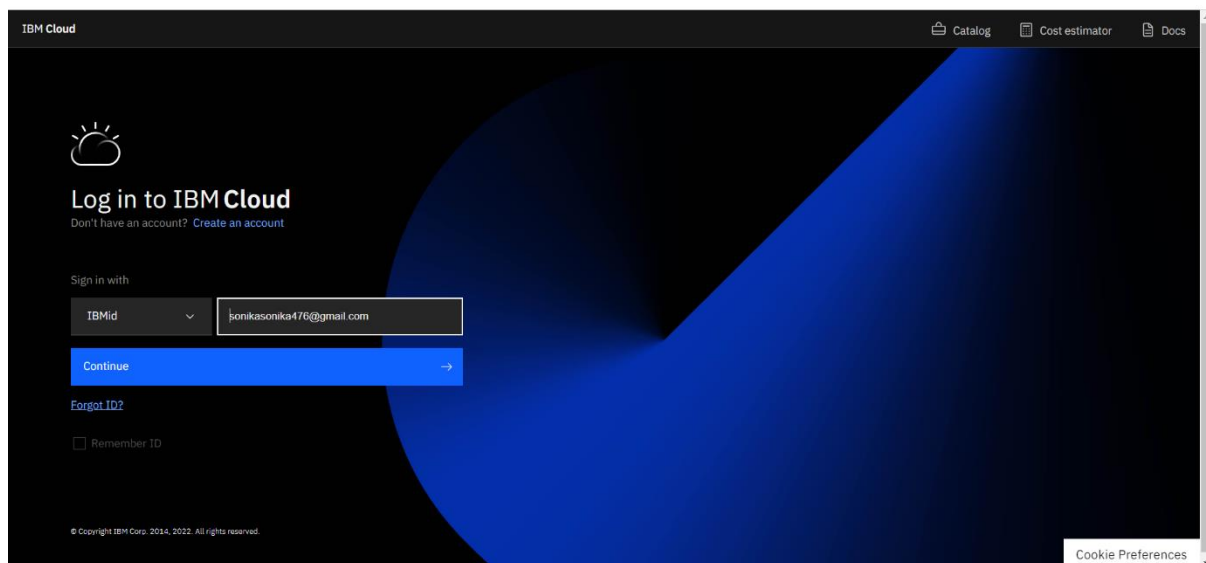 IBM Cloud
Catalog
Cost estimator
Docs
Log in to IBM Cloud
Don't have an account? Create an account
Sign in with
IBMid
sonikasonika476@gmail.com
Continue
Forgot ID?
Remember ID
© Copyright IBM Corp. 2014, 2022. All rights reserved.
Cookie Preferences